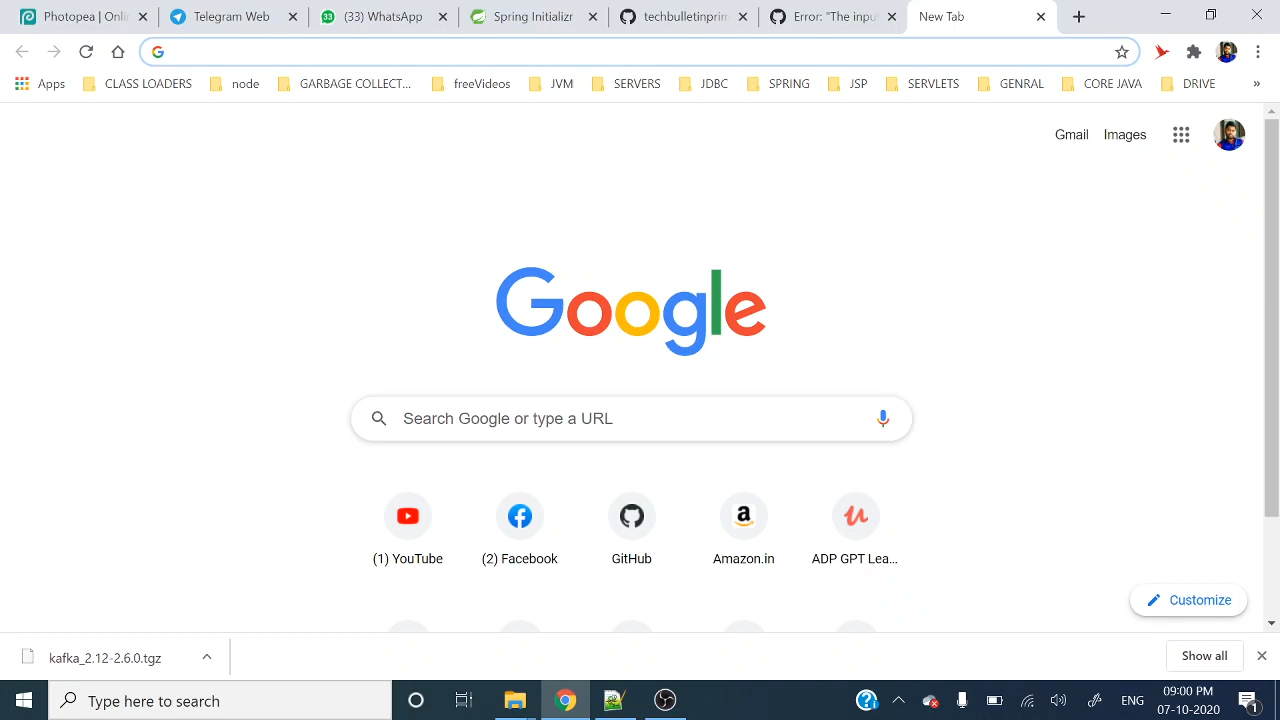 Photopea | Onli
Telegram Web
(33) WhatsApp
Spring Initializr
techbulletinprim
Error: "The inpu
New Tab
Apps
CLASS LOADERS
node
GARBAGE COLLECT...
freeVideos
JVM
SERVERS
JDBC
SPRING
JSP
SERVLETS
GENRAL
CORE JAVA
DRIVE
»
Gmail
Images
Google
Search Google or type a URL
(1) YouTube
(2) Facebook
GitHub
Amazon.in
ADP GPT Lea...
Customize
kafka_2.12-2.6.0.tgz
Show all
Type here to search
ENG
09:00 PM
07-10-2020
1